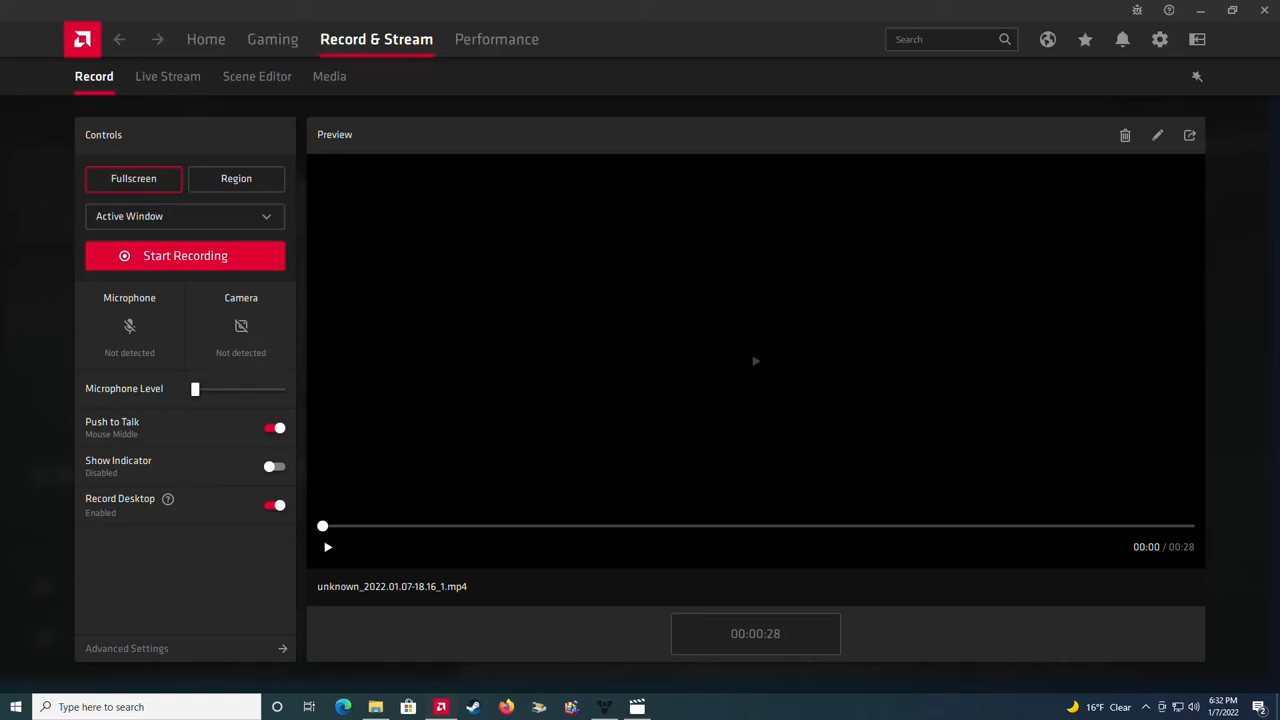 Home Gaming Record & Stream Performance Search
Record Live Stream Scene Editor Media
Controls
Preview
Fullscreen Region
Active Window
Start Recording
Microphone Camera
Not detected Not detected
Microphone Level
Push to Talk
Mouse Middle
Show Indicator
Disabled
Record Desktop ?
Enabled
00:00 / 00:28
unknown_2022.01.07-18.16_1.mp4
00:00:28
Advanced Settings
Type here to search
16°F Clear
6:32 PM
1/7/2022
2